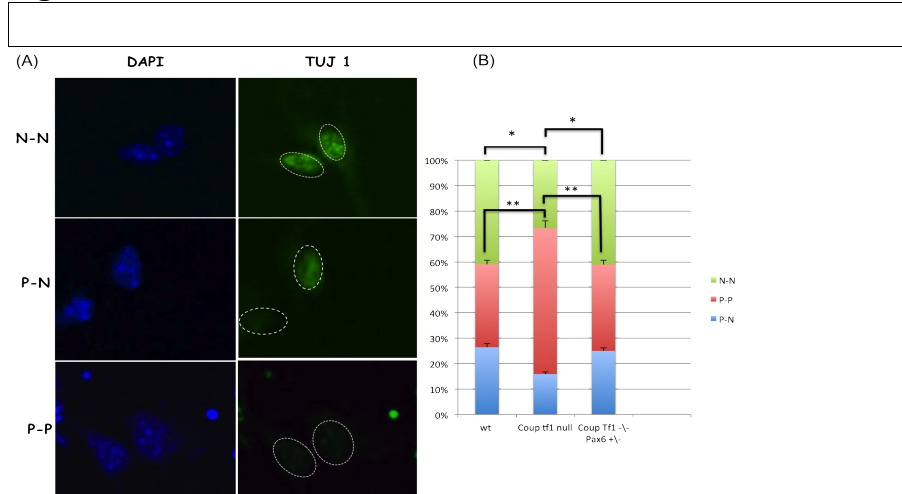 (A)
DAPI
TUJ 1
N-N
P-N
P-P
(B)
*
*
**
**
100%
90%
80%
70%
60%
50%
40%
30%
20%
10%
0%
wt
Coup tf1 null
Coup Tf1 -\-
Pax6 +\-
N-N
P-P
P-N